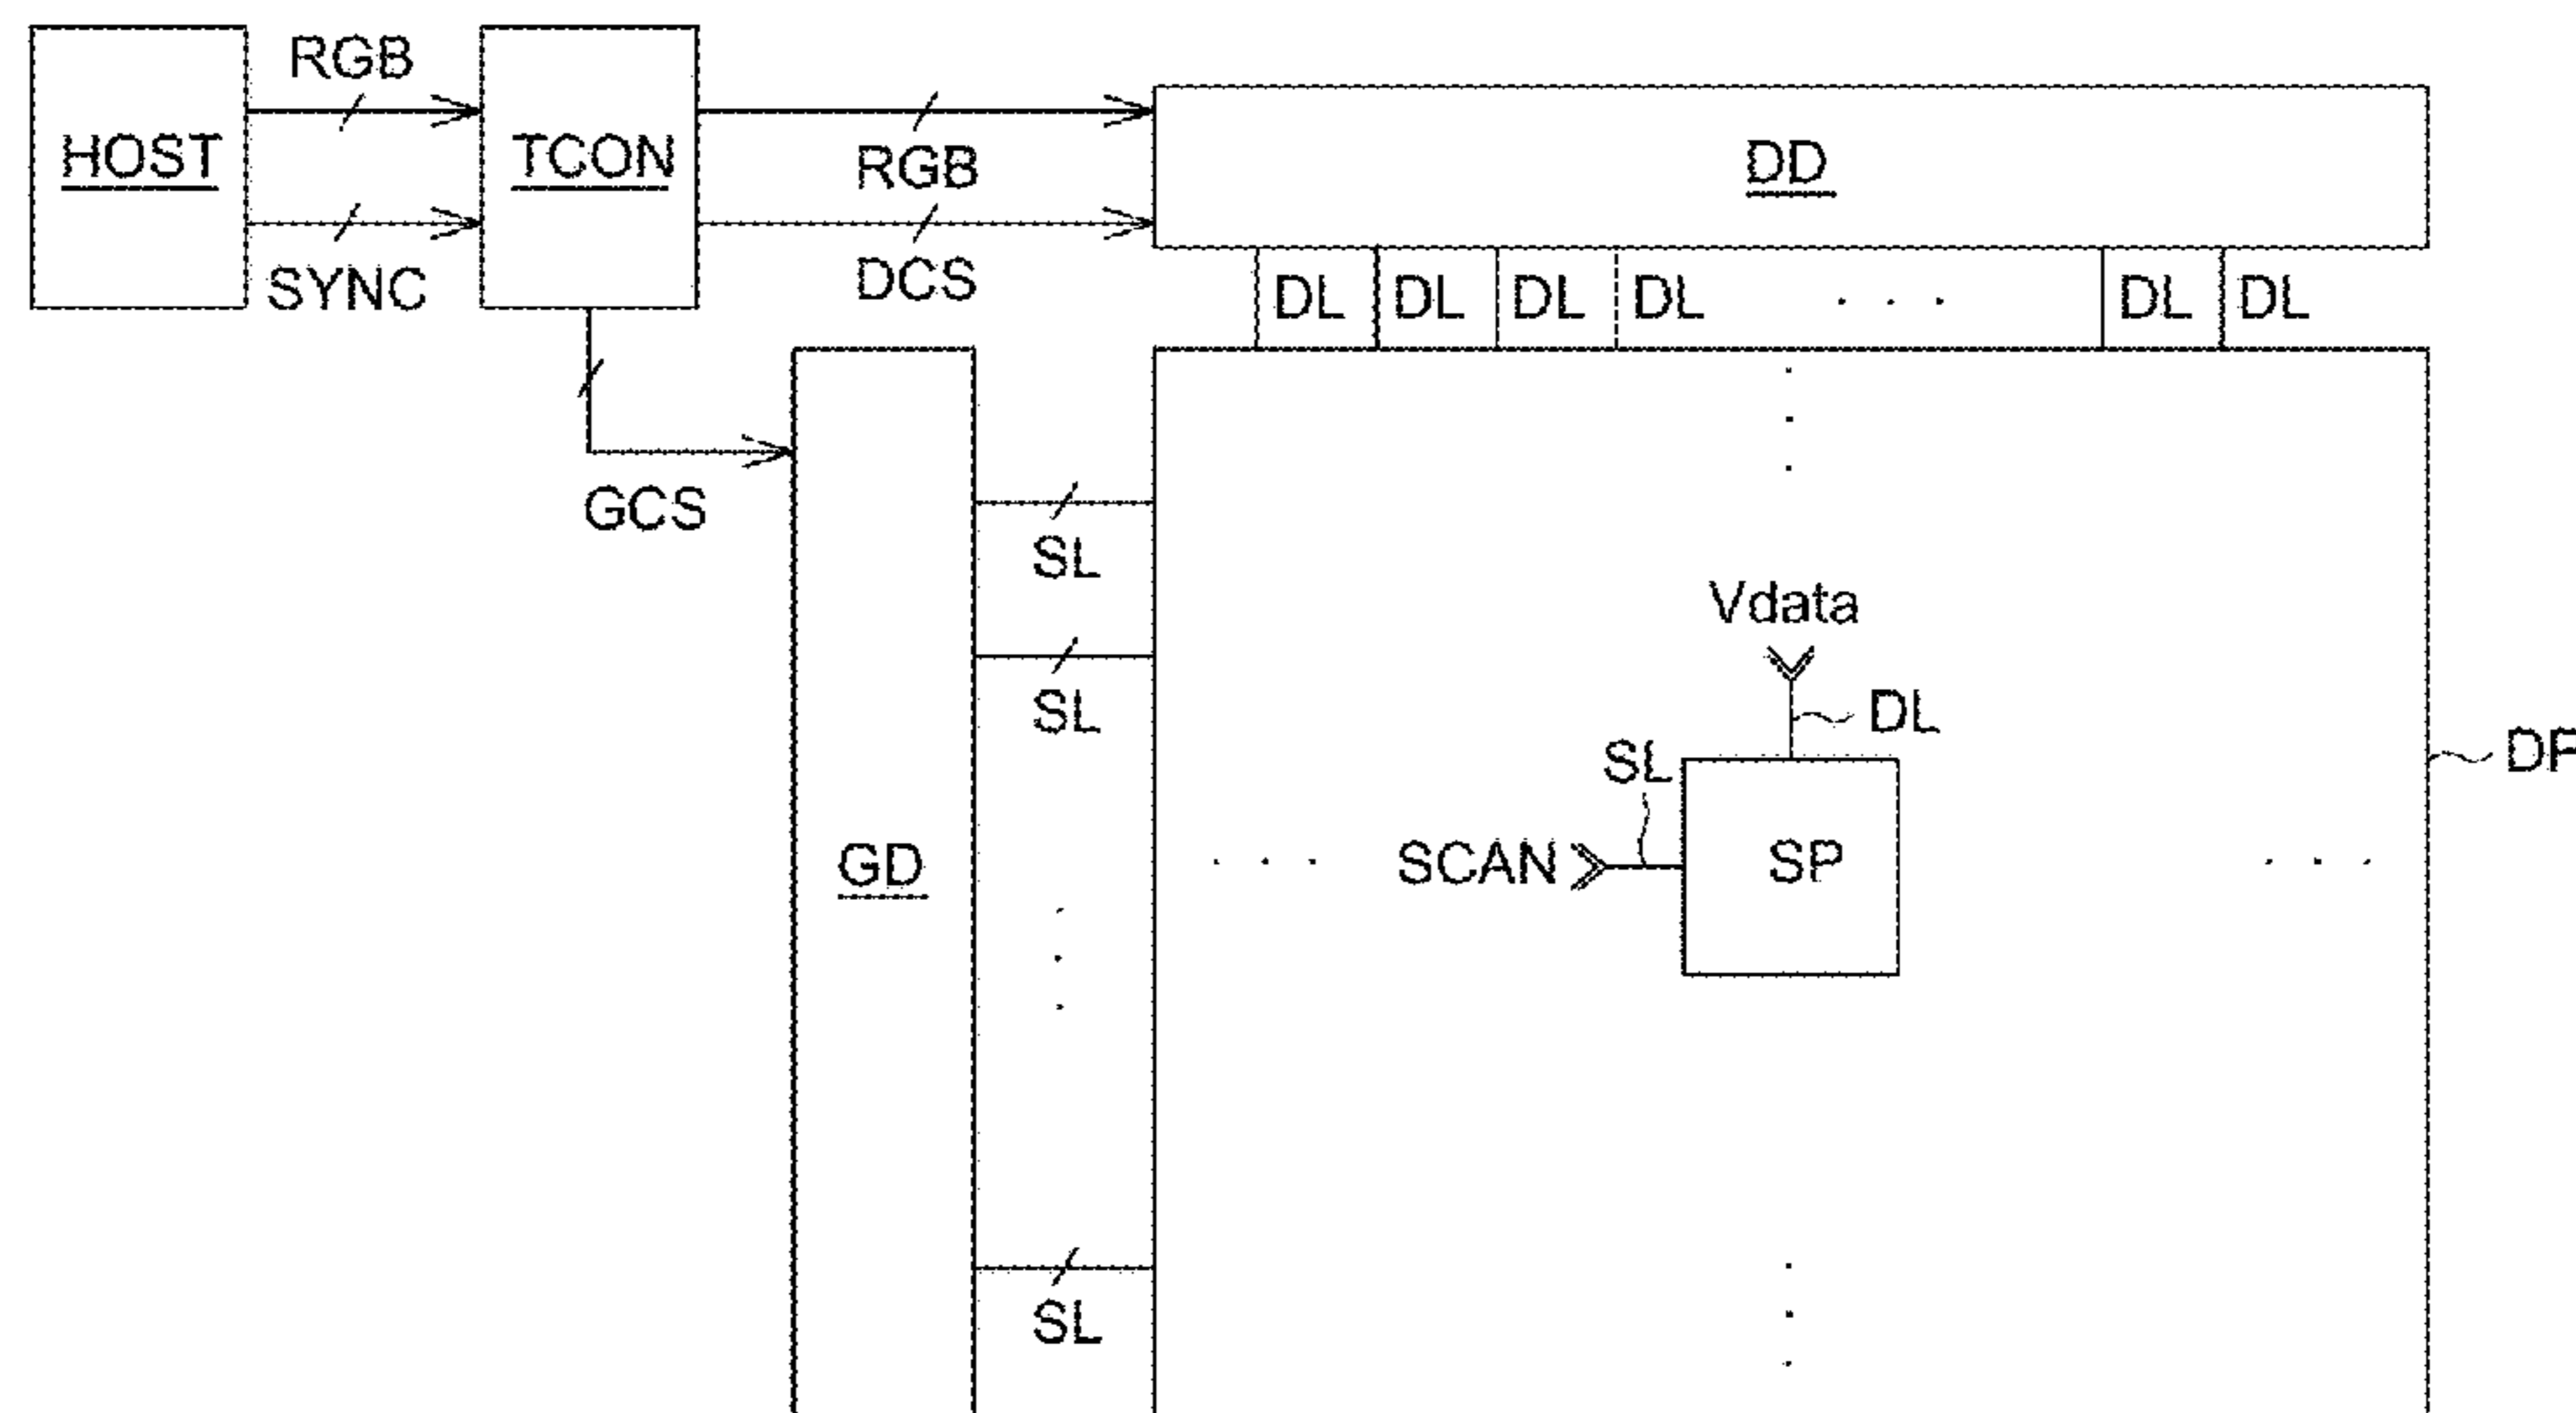 RGB
HOST
TCON
RGB
DD
SYNC
DCS
DL DL DL DL . . . DL DL
GCS
SL
Vdata
SL
DL
SL
SCAN
SP
GD
SL